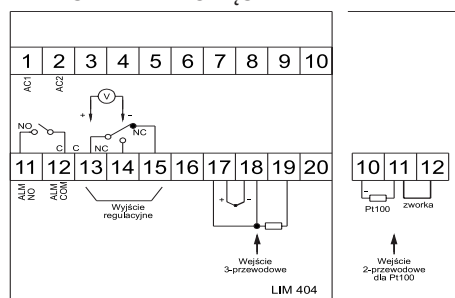 1 2 3 4 5 6 7 8 9 10
AC1 AC2
V
+ -
NO NC
C C NC NC
11 12 13 14 15 16 17 18 19 20
ALM NO
ALM COM
+ -
Wyjście
regulacyjne
Wejście
3-przewodowe
LIM 404
10 11 12
-
Pt100 zworka
Wejście
2-przewodowe
dla Pt100